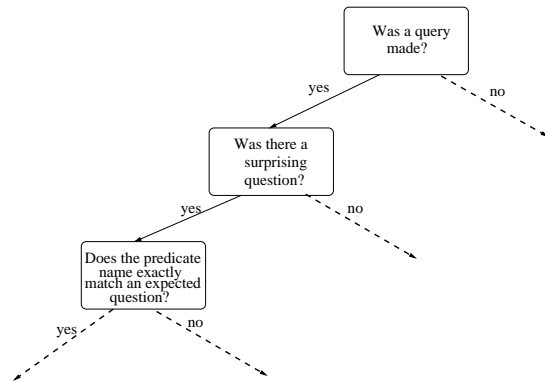 Was a query
made?
yes
no
Was there a
surprising
question?
yes
no
Does the predicate
name exactly
match an expected
question?
yes
no